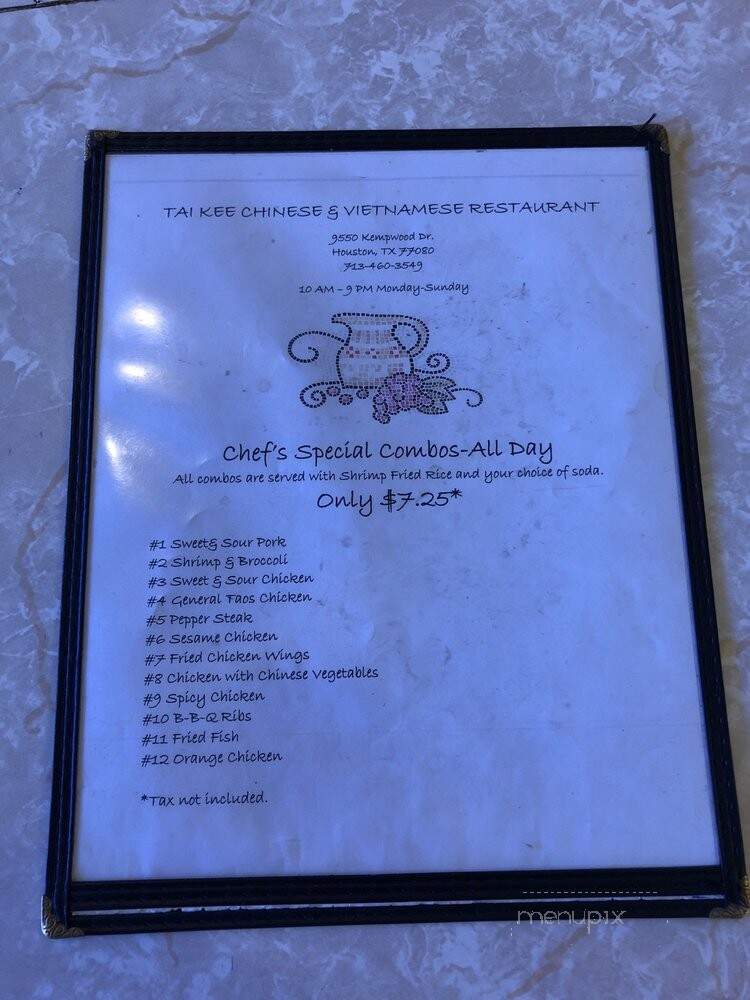 TAI KEE CHINESE & VIETNAMESE RESTAURANT
9550 Kempwood Dr.
Houston, TX 77080
713-460-3549
10 AM – 9 PM Monday-Sunday
Chef's Special Combos-All Day
All combos are served with Shrimp Fried Rice and your choice of soda.
Only $7.25*
#1 Sweet& Sour Pork
#2 Shrimp & Broccoli
#3 Sweet & Sour Chicken
#4 General Faos Chicken
#5 Pepper Steak
#6 Sesame Chicken
#7 Fried Chicken Wings
#8 Chicken with Chinese Vegetables
#9 Spicy Chicken
#10 B-B-Q Ribs
#11 Fried Fish
#12 Orange Chicken
*Tax not included.
menupix